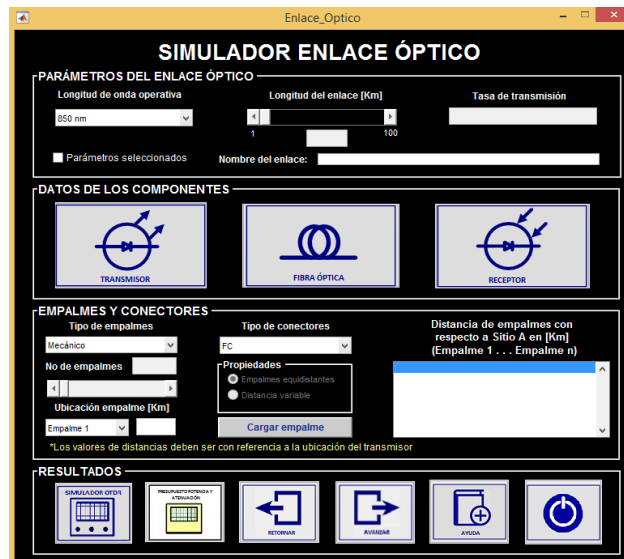 Enlace_Optico
SIMULADOR ENLACE ÓPTICO
PARÁMETROS DEL ENLACE ÓPTICO
Longitud de onda operativa
Longitud del enlace [Km]
Tasa de transmisión
850 nm
1
100
Parámetros seleccionados
Nombre del enlace:
DATOS DE LOS COMPONENTES
TRANSMISOR
FIBRA ÓPTICA
RECEPTOR
EMPALMES Y CONECTORES
Tipo de empalmes
Tipo de conectores
Distancia de empalmes con
respecto a Sitio A en [Km]
(Empalme 1 . . . Empalme n)
Mecánico
FC
No de empalmes
Propiedades
Empalmes equidistantes
Distancia variable
Ubicación empalme [Km]
Empalme 1
Cargar empalme
*Los valores de distancias deben ser con referencia a la ubicación del transmisor
RESULTADOS
SIMULADOR OTDR
PRESUPUESTO POTENCIA Y
ATENUACIÓN
RETORNAR
AVANZAR
AYUDA